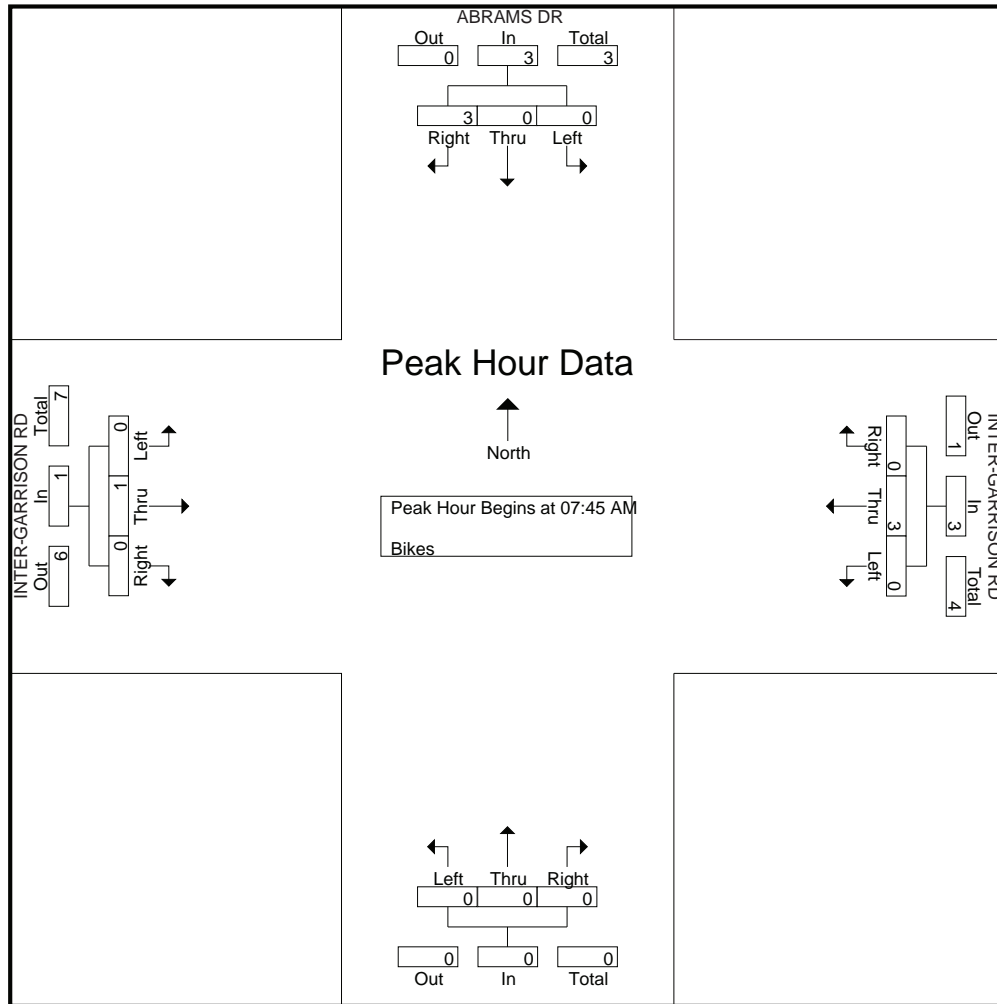 ABRAMS DR
Out In Total
0 3 3
3 0 0
Right Thru Left
Peak Hour Data
North
Peak Hour Begins at 07:45 AM
Bikes
INTER-GARRISON RD
Out In Total
6 1 7
0 1 0
Right Thru Left
INTER-GARRISON RD
Out In Total
1 3 4
0 3 0
Right Thru Left
Left Thru Right
0 0 0
0 0 0
Out In Total